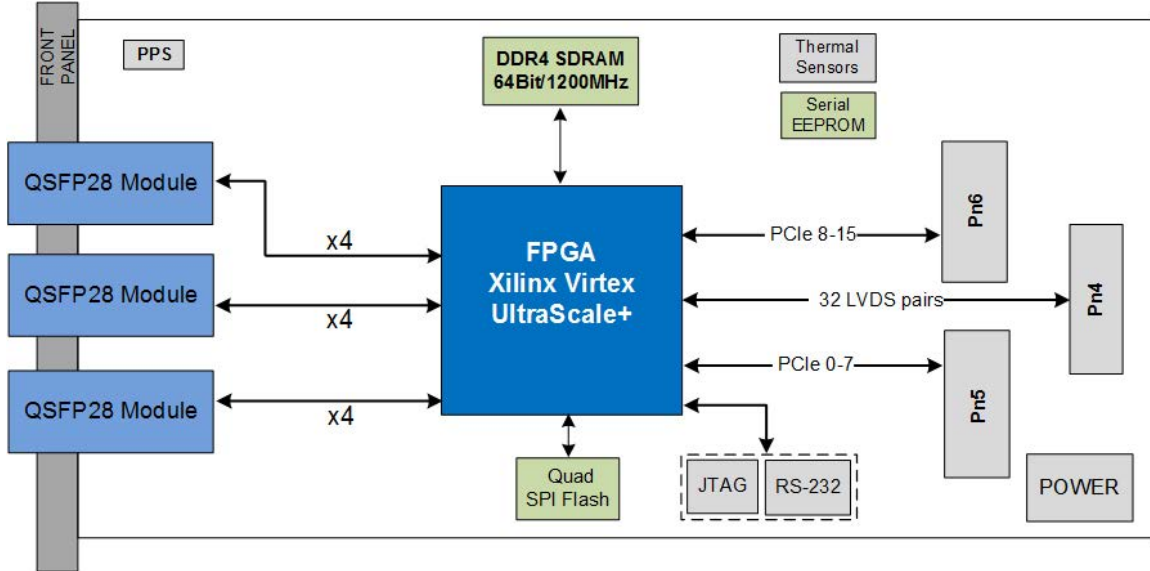 FRONT
PANEL
PPS
DDR4 SDRAM
64Bit/1200MHz
Thermal
Sensors
Serial
EEPROM
QSFP28 Module
x4
QSFP28 Module
x4
QSFP28 Module
x4
FPGA
Xilinx Virtex
UltraScale+
PCIe 8-15
Pn6
32 LVDS pairs
Pn4
PCIe 0-7
Pn5
Quad
SPI Flash
JTAG
RS-232
POWER